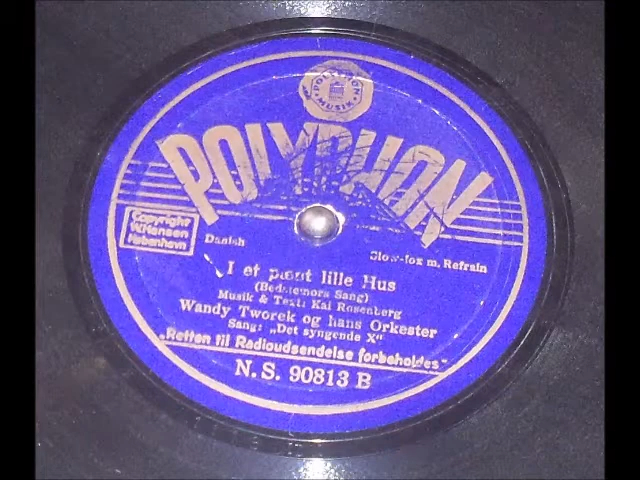 POLYPHON
MUSIK
POLYPHON
Copyright
W. Hansen
København
Danish
Slow-fox m. Refrain
I et pænt lille Hus
(Bedstemors Sang)
Musik & Text: Kai Rosenberg
Wandy Tworek og hans Orkester
Sang: „Det syngende X"
„Retten til Radioudsendelse forbeholdes"
N. S. 90813 B